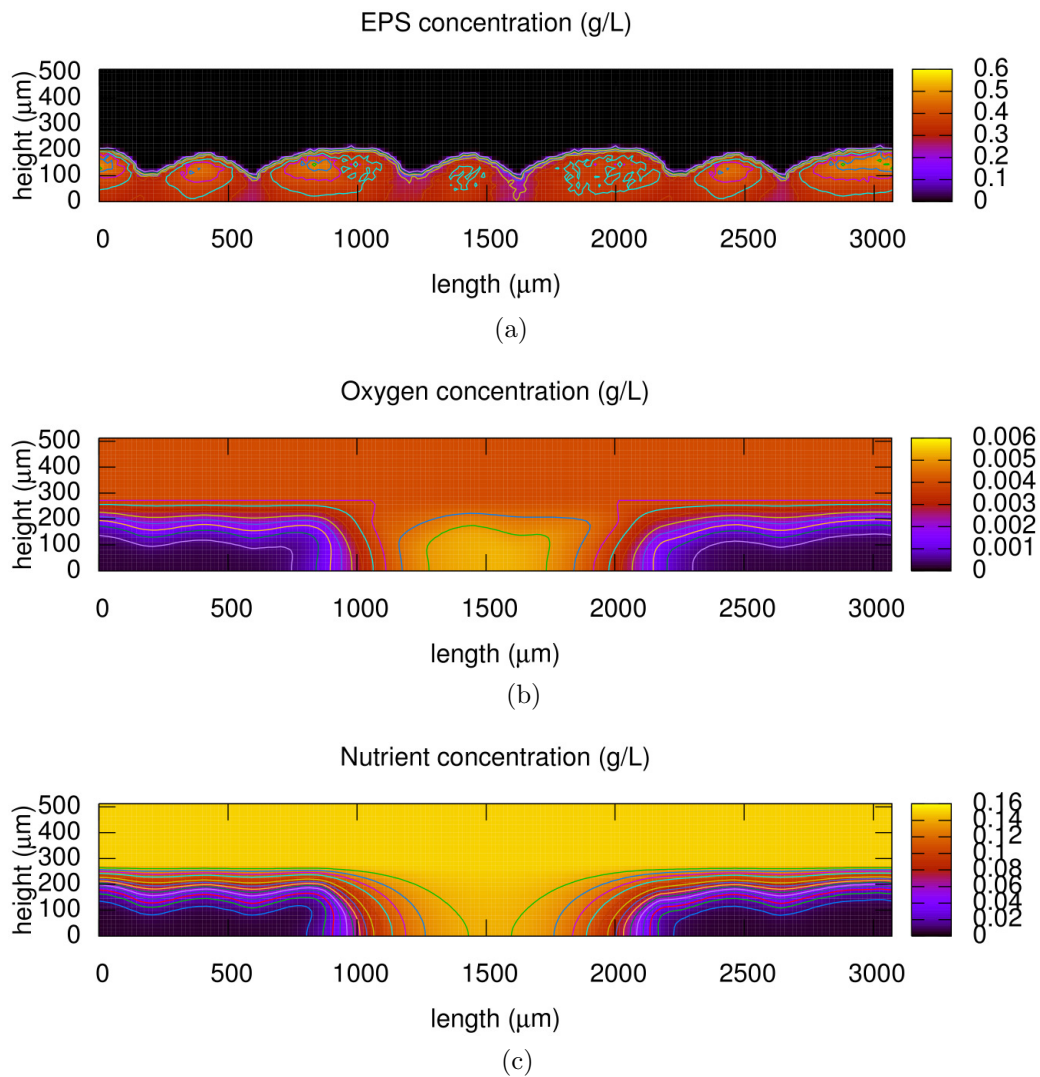 EPS concentration (g/L)
height (μm)
500
400
300
200
100
0
0 500 1000 1500 2000 2500 3000
length (μm)
0.6
0.5
0.4
0.3
0.2
0.1
0
(a)
Oxygen concentration (g/L)
height (μm)
500
400
300
200
100
0
0 500 1000 1500 2000 2500 3000
length (μm)
0.006
0.005
0.004
0.003
0.002
0.001
0
(b)
Nutrient concentration (g/L)
height (μm)
500
400
300
200
100
0
0 500 1000 1500 2000 2500 3000
length (μm)
0.16
0.14
0.12
0.1
0.08
0.06
0.04
0.02
0
(c)